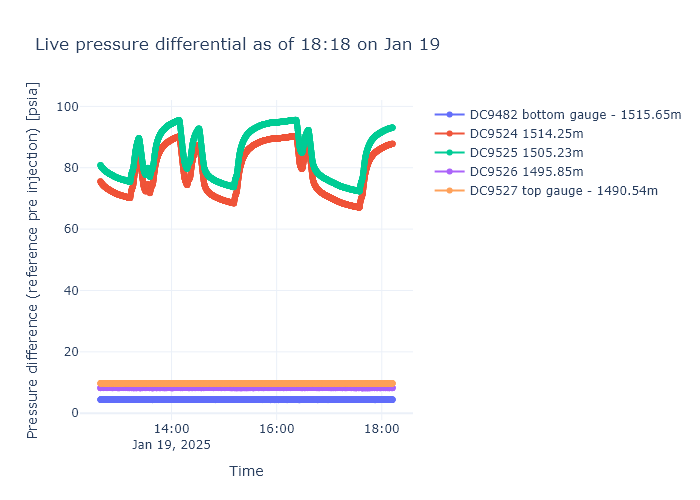 Live pressure differential as of 18:18 on Jan 19
Pressure difference (reference pre injection) [psia]
100
80
60
40
20
0
14:00
Jan 19, 2025
16:00
18:00
Time
DC9482 bottom gauge - 1515.65m
DC9524 1514.25m
DC9525 1505.23m
DC9526 1495.85m
DC9527 top gauge - 1490.54m